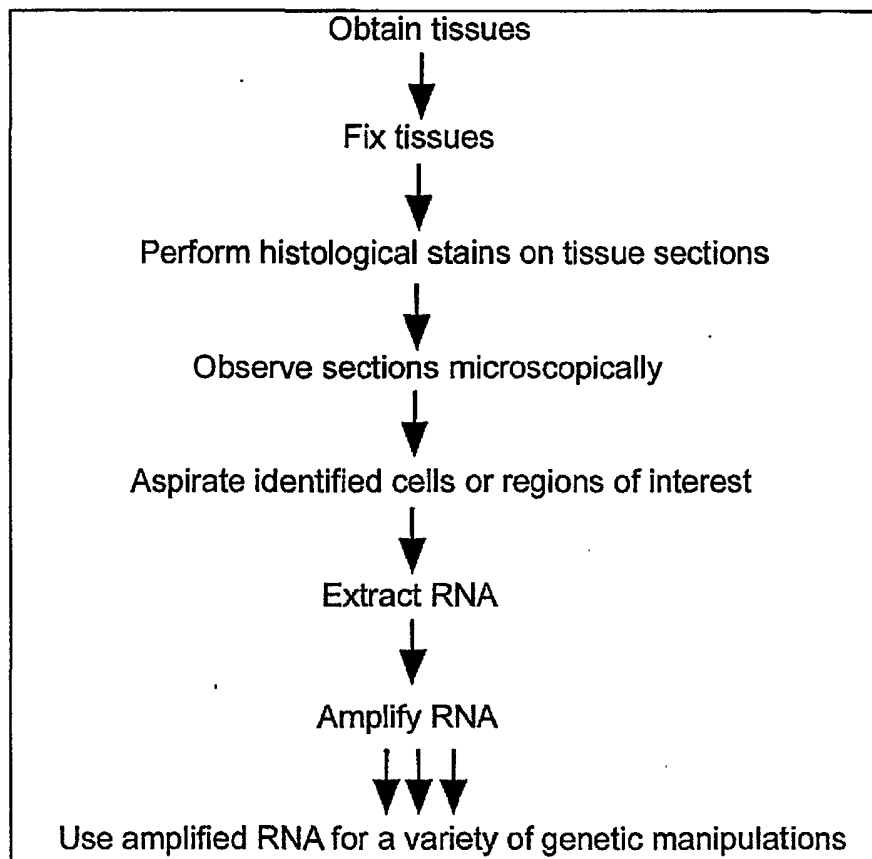 Obtain tissues
Fix tissues
Perform histological stains on tissue sections
Observe sections microscopically
Aspirate identified cells or regions of interest
Extract RNA
Amplify RNA
Use amplified RNA for a variety of genetic manipulations